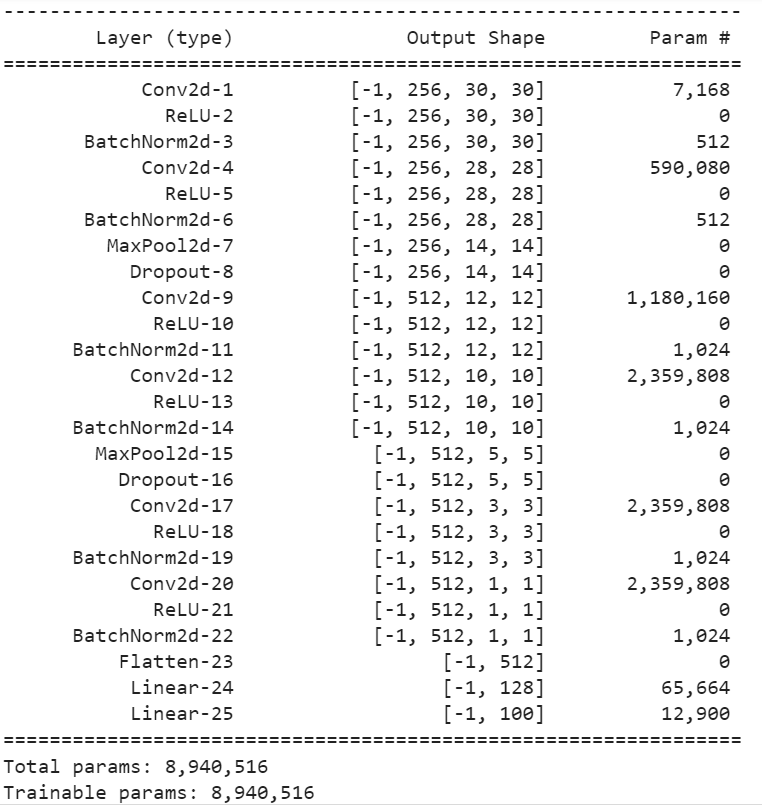 ----------------------------------------------------------------
        Layer (type)               Output Shape         Param #
================================================================
            Conv2d-1          [-1, 256, 30, 30]           7,168
              ReLU-2          [-1, 256, 30, 30]               0
       BatchNorm2d-3          [-1, 256, 30, 30]             512
            Conv2d-4          [-1, 256, 28, 28]         590,080
              ReLU-5          [-1, 256, 28, 28]               0
       BatchNorm2d-6          [-1, 256, 28, 28]             512
         MaxPool2d-7          [-1, 256, 14, 14]               0
           Dropout-8          [-1, 256, 14, 14]               0
            Conv2d-9          [-1, 512, 12, 12]       1,180,160
             ReLU-10          [-1, 512, 12, 12]               0
      BatchNorm2d-11          [-1, 512, 12, 12]           1,024
           Conv2d-12          [-1, 512, 10, 10]       2,359,808
             ReLU-13          [-1, 512, 10, 10]               0
      BatchNorm2d-14          [-1, 512, 10, 10]           1,024
        MaxPool2d-15            [-1, 512, 5, 5]               0
          Dropout-16            [-1, 512, 5, 5]               0
           Conv2d-17            [-1, 512, 3, 3]       2,359,808
             ReLU-18            [-1, 512, 3, 3]               0
      BatchNorm2d-19            [-1, 512, 3, 3]           1,024
           Conv2d-20            [-1, 512, 1, 1]       2,359,808
             ReLU-21            [-1, 512, 1, 1]               0
      BatchNorm2d-22            [-1, 512, 1, 1]           1,024
          Flatten-23                  [-1, 512]               0
           Linear-24                  [-1, 128]          65,664
           Linear-25                  [-1, 100]          12,900
================================================================
Total params: 8,940,516
Trainable params: 8,940,516